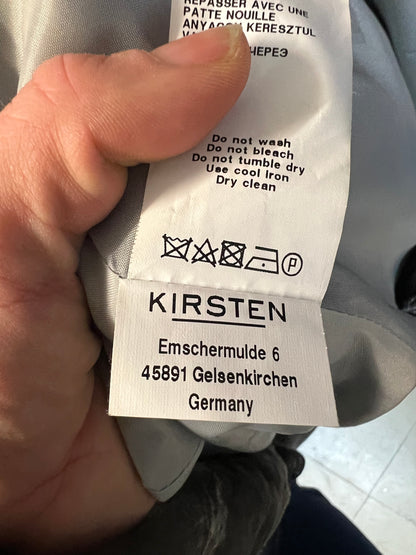 REPASSER AVEC UNE
PATTE NOUILLE
ANYAGON KERESZTUL
ЧЕРЕЗ
Do not wash
Do not bleach
Do not tumble dry
Use cool Iron
Dry clean
P
KIRSTEN
Emschermulde 6
45891 Gelsenkirchen
Germany